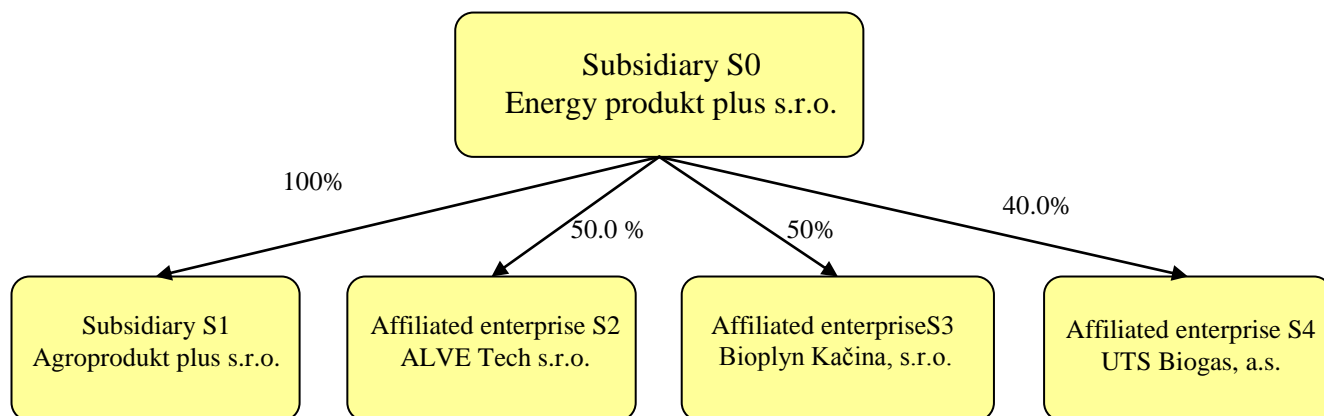 Subsidiary S0
Energy produkt plus s.r.o.
100%
50.0 %
50%
40.0%
Subsidiary S1
Agroprodukt plus s.r.o.
Affiliated enterprise S2
ALVE Tech s.r.o.
Affiliated enterpriseS3
Bioplyn Kačina, s.r.o.
Affiliated enterprise S4
UTS Biogas, a.s.